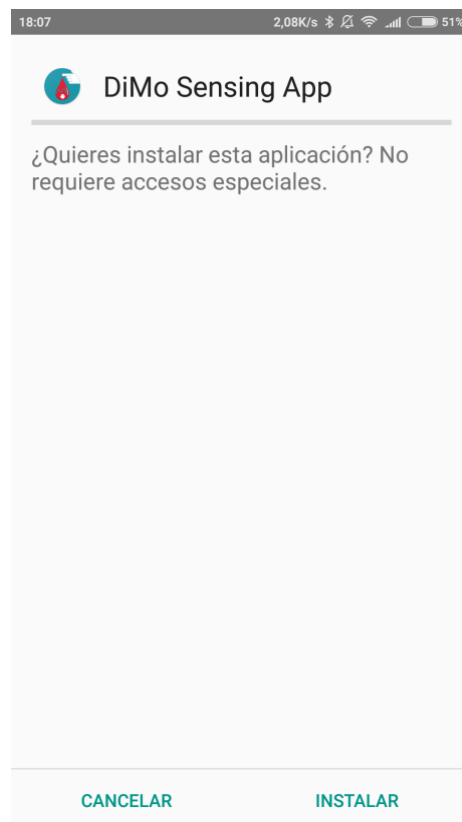 18:07 2,08K/s 51%
DiMo Sensing App
¿Quieres instalar esta aplicación? No
requiere accesos especiales.
CANCELAR INSTALAR